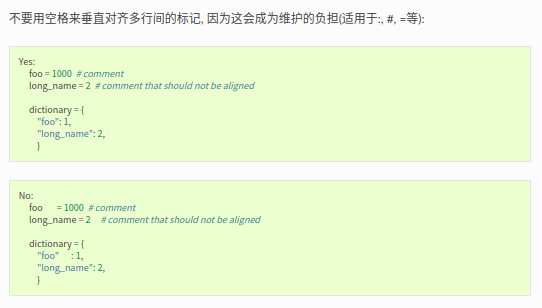 不要用空格来垂直对齐多行间的标记, 因为这会成为维护的负担(适用于:, #, =等):
Yes:
    foo = 1000  # comment
    long_name = 2  # comment that should not be aligned

    dictionary = {
        "foo": 1,
        "long_name": 2,
        }
No:
    foo       = 1000  # comment
    long_name = 2     # comment that should not be aligned

    dictionary = {
        "foo"      : 1,
        "long_name": 2,
        }